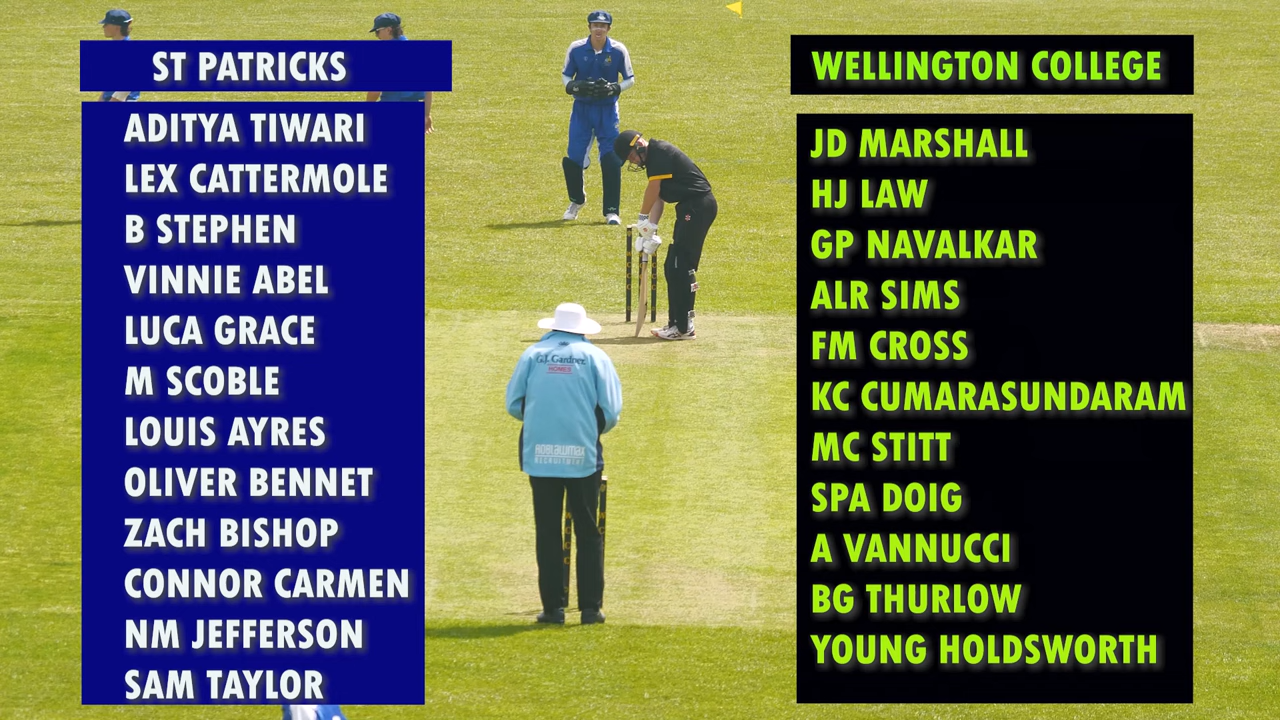 ST PATRICKS
ADITYA TIWARI
LEX CATTERMOLE
B STEPHEN
VINNIE ABEL
LUCA GRACE
M SCOBLE
LOUIS AYRES
OLIVER BENNET
ZACH BISHOP
CONNOR CARMEN
NM JEFFERSON
SAM TAYLOR
WELLINGTON COLLEGE
JD MARSHALL
HJ LAW
GP NAVALKAR
ALR SIMS
FM CROSS
KC CUMARASUNDARAM
MC STITT
SPA DOIG
A VANNUCCI
BG THURLOW
YOUNG HOLDSWORTH
G.J. Gardner.
HOMES
RECRUITMENT